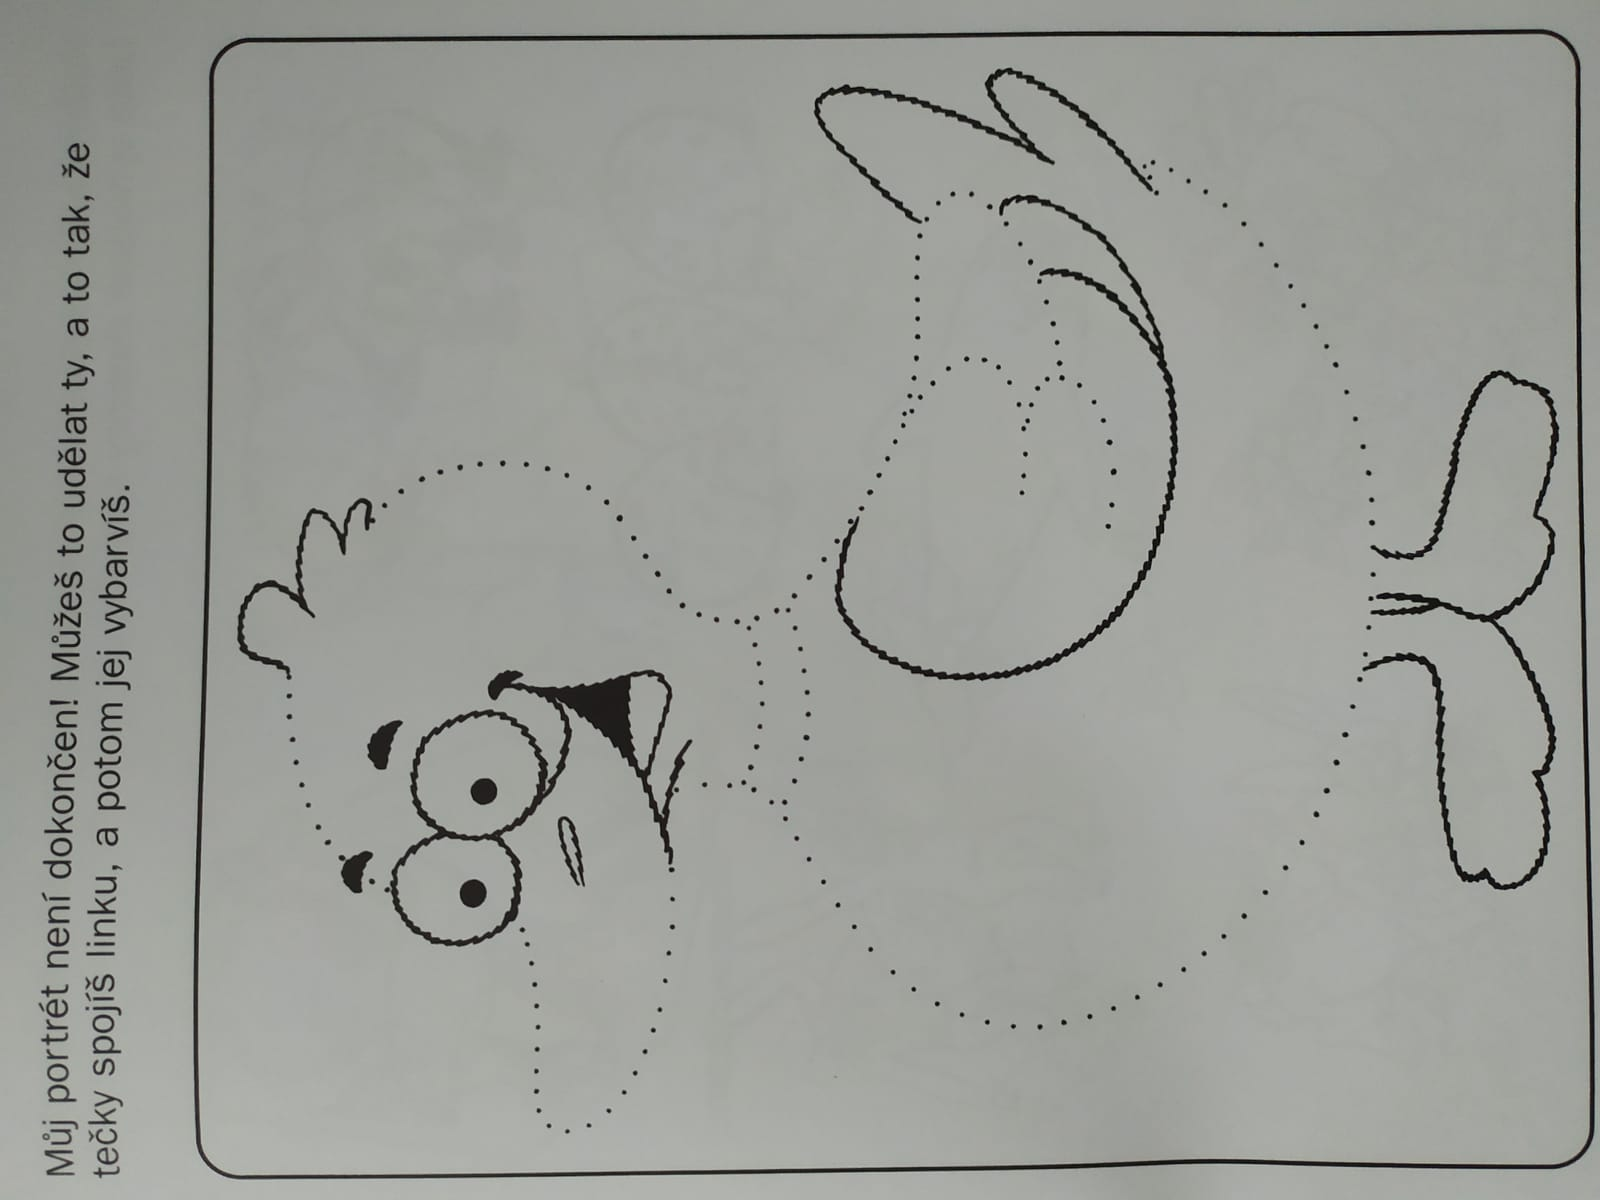 Můj portrét není dokončen! Můžeš to udělat ty, a to tak, že
tečky spojíš linku, a potom jej vybarvíš.